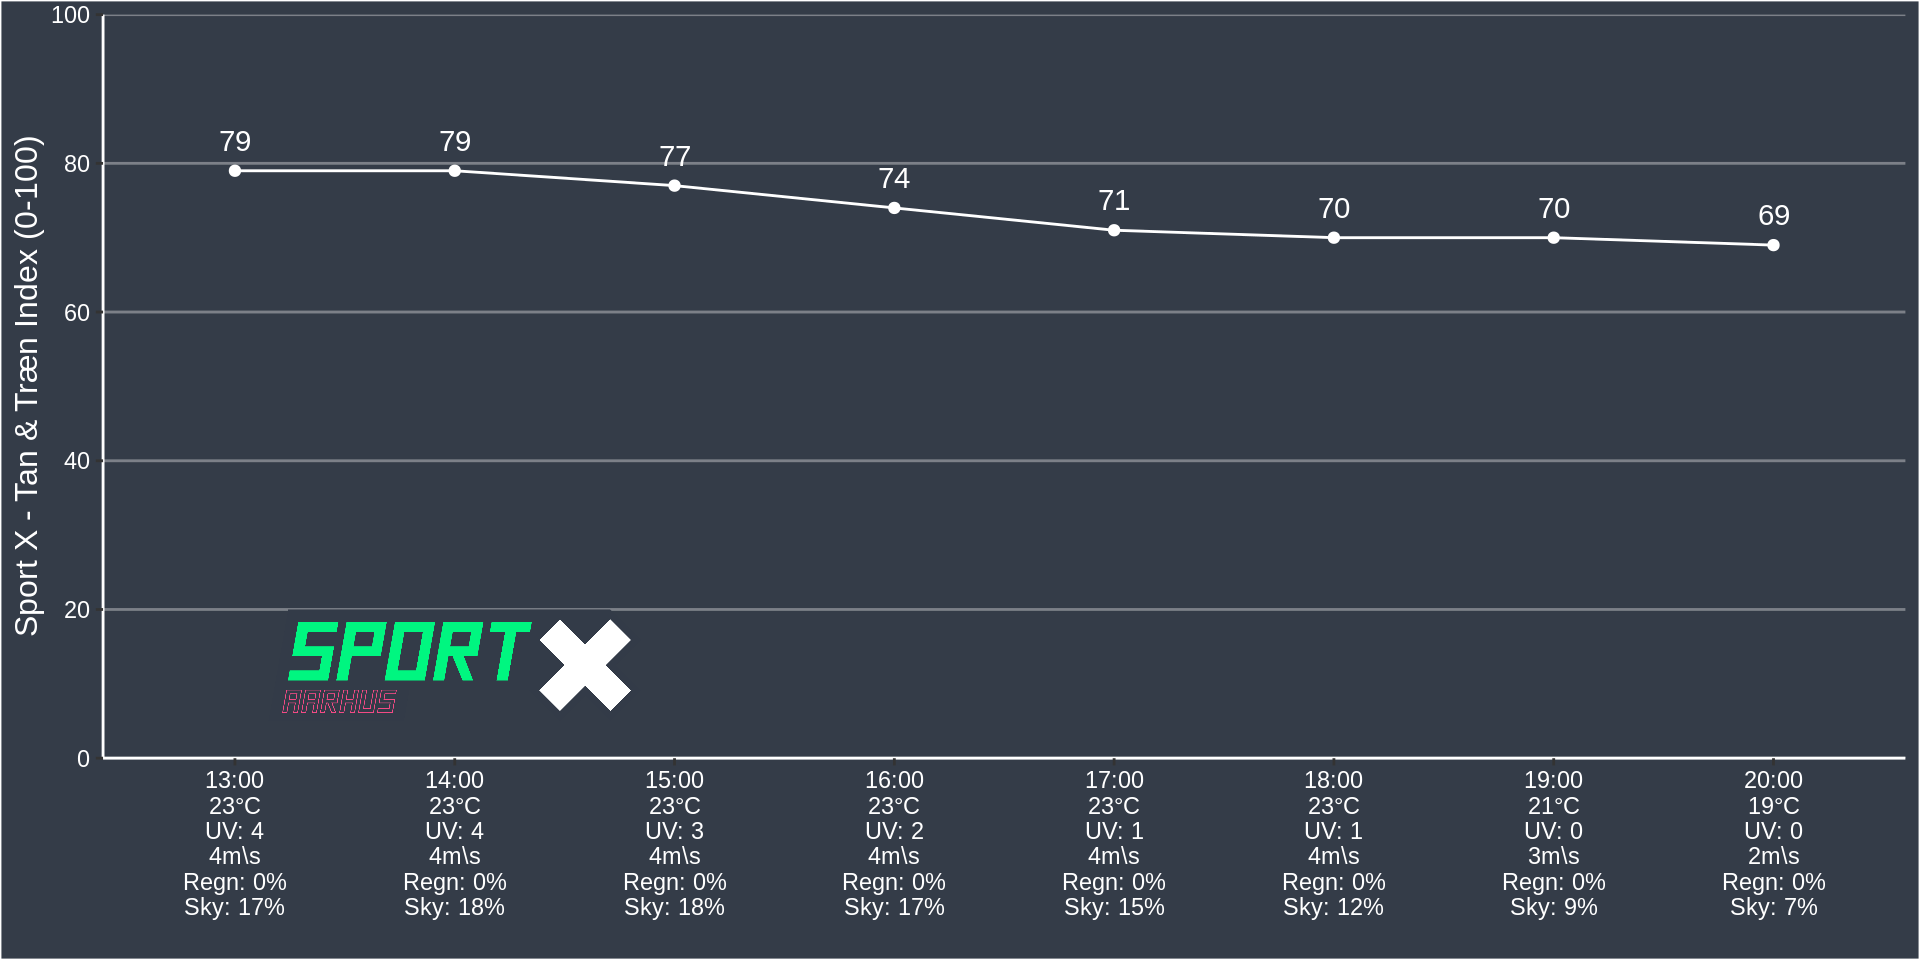 Sport X - Tan & Træn Index (0-100)
100
80
60
40
20
0
79
79
77
74
71
70
70
69
SPORT X
AARHUS
13:00
23°C
UV: 4
4m\s
Regn: 0%
Sky: 17%
14:00
23°C
UV: 4
4m\s
Regn: 0%
Sky: 18%
15:00
23°C
UV: 3
4m\s
Regn: 0%
Sky: 18%
16:00
23°C
UV: 2
4m\s
Regn: 0%
Sky: 17%
17:00
23°C
UV: 1
4m\s
Regn: 0%
Sky: 15%
18:00
23°C
UV: 1
4m\s
Regn: 0%
Sky: 12%
19:00
21°C
UV: 0
3m\s
Regn: 0%
Sky: 9%
20:00
19°C
UV: 0
2m\s
Regn: 0%
Sky: 7%